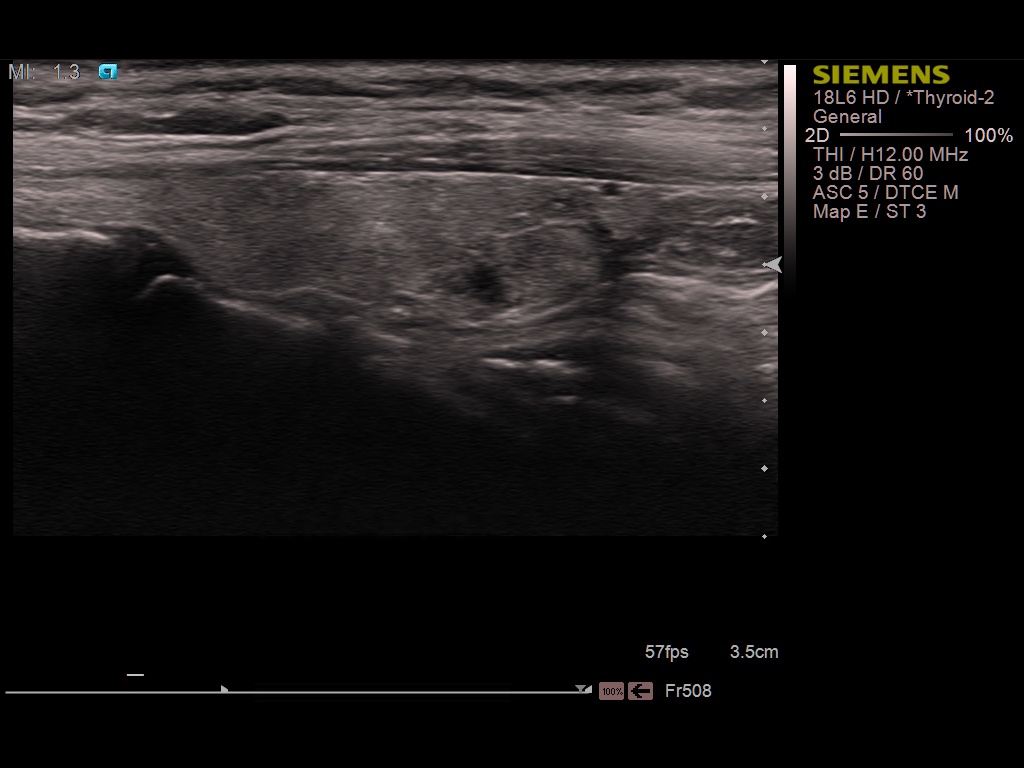 MI: 1.3
SIEMENS
18L6 HD / *Thyroid-2
General
2D 100%
THI / H12.00 MHz
3 dB / DR 60
ASC 5 / DTCE M
Map E / ST 3
57fps 3.5cm
100% Fr508